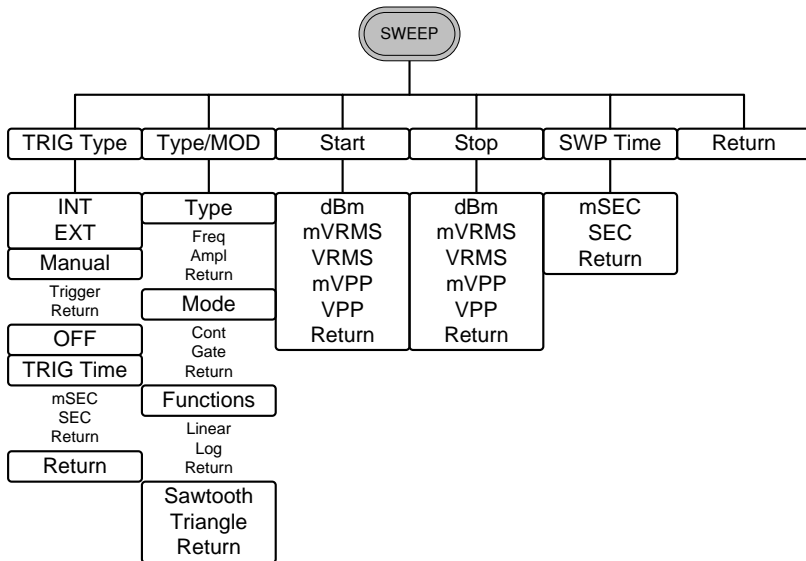 SWEEP
TRIG Type
Type/MOD
Start
Stop
SWP Time
Return
INT
EXT
Manual
Trigger
Return
OFF
TRIG Time
mSEC
SEC
Return
Return
Type
Freq
Ampl
Return
Mode
Cont
Gate
Return
Functions
Linear
Log
Return
Sawtooth
Triangle
Return
dBm
mVRMS
VRMS
mVPP
VPP
Return
dBm
mVRMS
VRMS
mVPP
VPP
Return
mSEC
SEC
Return